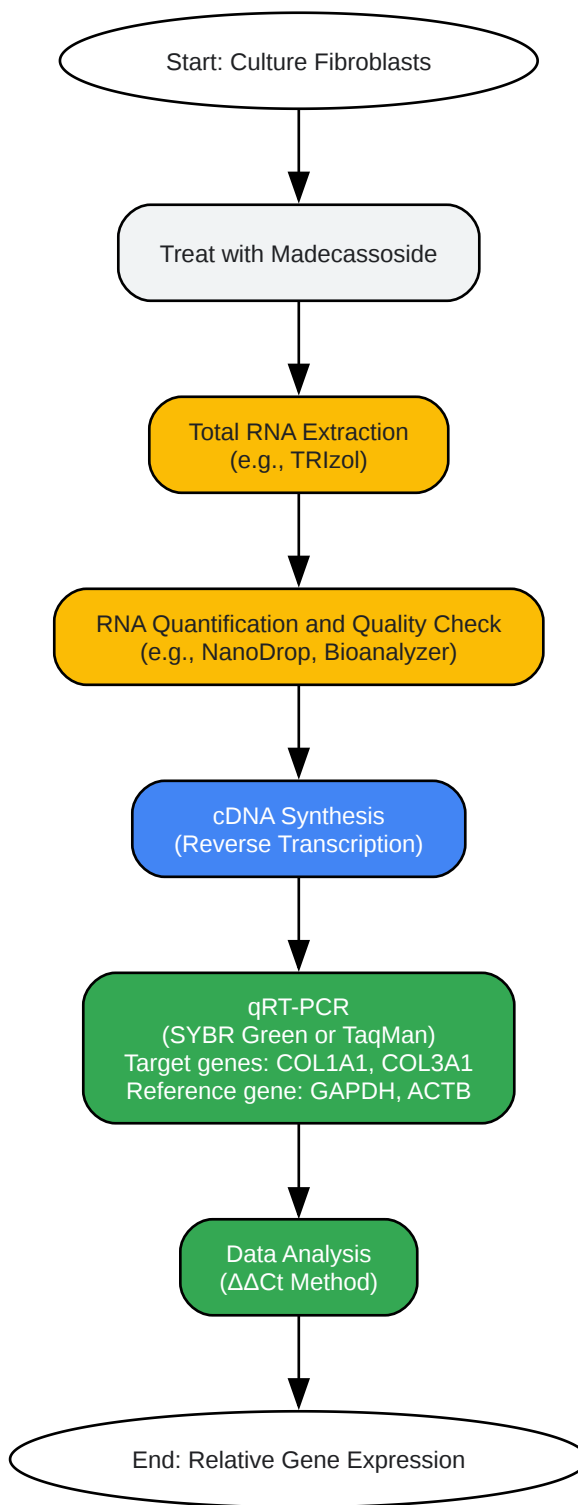 Start: Culture Fibroblasts
Treat with Madecassoside
Total RNA Extraction
(e.g., TRIzol)
RNA Quantification and Quality Check
(e.g., NanoDrop, Bioanalyzer)
cDNA Synthesis
(Reverse Transcription)
qRT-PCR
(SYBR Green or TaqMan)
Target genes: COL1A1, COL3A1
Reference gene: GAPDH, ACTB
Data Analysis
(ΔΔCt Method)
End: Relative Gene Expression